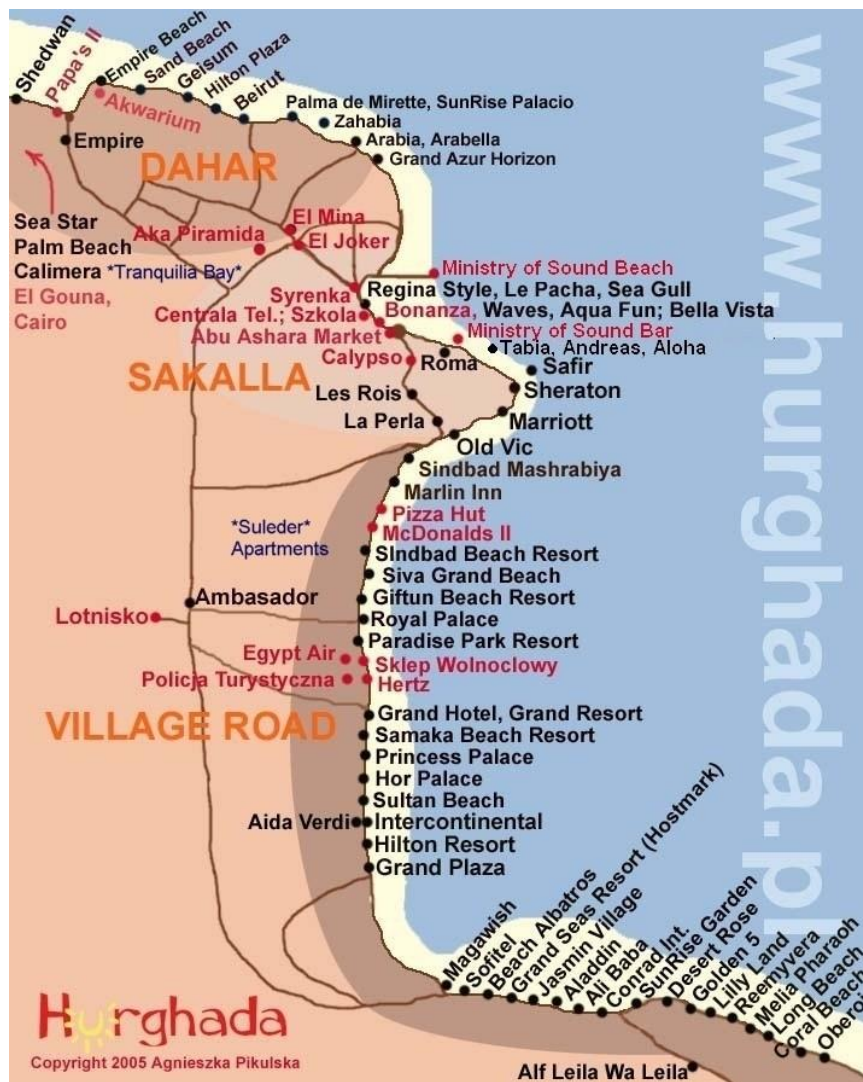 Shedwan
Papa's II
Empire Beach
Sand Beach
Geisum
Hilton Plaza
Beirut
Akwarium
Empire
Palma de Mirette, SunRise Palacio
Zahabia
Arabia, Arabella
Grand Azur Horizon
DAHAR
Sea Star
Palm Beach
Calimera *Tranquilia Bay*
El Gouna,
Cairo
El Mina
Aka Piramida
El Joker
Ministry of Sound Beach
Syrenka
Regina Style, Le Pacha, Sea Gull
Centrala Tel.; Szkola
Bonanza, Waves, Aqua Fun; Bella Vista
Abu Ashara Market
Ministry of Sound Bar
Tabia, Andreas, Aloha
Calypso
Roma
Safir
SAKALLA
Les Rois
Sheraton
La Perla
Marriott
Old Vic
Sindbad Mashrabiya
Marlin Inn
Pizza Hut
*Suleder*
Apartments
McDonalds II
SIndbad Beach Resort
Siva Grand Beach
Ambasador
Giftun Beach Resort
Lotnisko
Royal Palace
Paradise Park Resort
Egypt Air
Sklep Wolnoclowy
Policja Turystyczna
Hertz
VILLAGE ROAD
Grand Hotel, Grand Resort
Samaka Beach Resort
Princess Palace
Hor Palace
Sultan Beach
Aida Verdi
Intercontinental
Hilton Resort
Grand Plaza
Magawish
Sofitel
Beach Albatros
Grand Seas Resort (Hostmark)
Jasmin Village
Aladdin
Ali Baba
Conrad Int.
SunRise Garden
Desert Rose
Golden 5
Lilly Land
Reemyvera
Melia Pharaoh
Long Beach
Coral Beach
Obero
Alf Leila Wa Leila
Hurghada
Copyright 2005 Agnieszka Pikulska
www.hurghada.pl